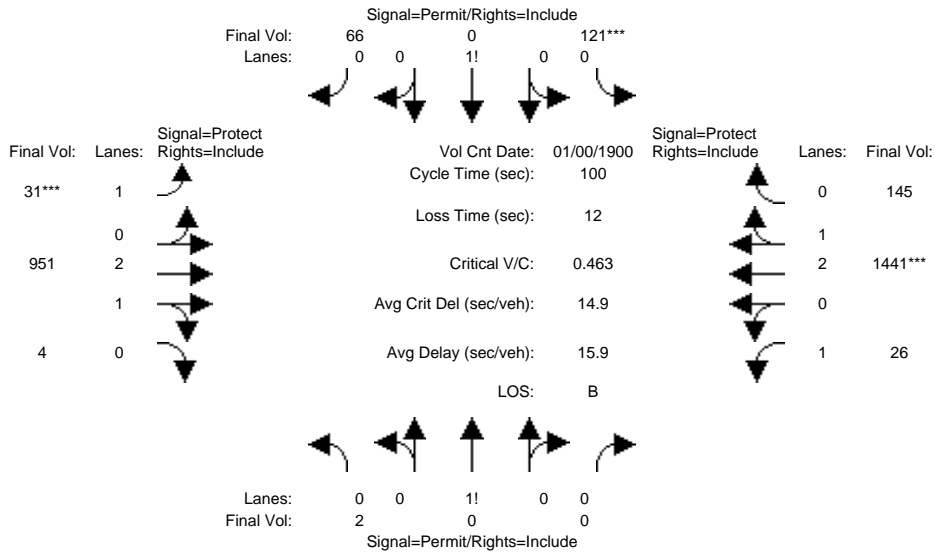 Signal=Permit/Rights=Include
Final Vol: 66 0 121***
Lanes: 0 0 1! 0 0
Signal=Protect Signal=Protect
Final Vol: Lanes: Rights=Include Vol Cnt Date: 01/00/1900 Rights=Include Lanes: Final Vol:
Cycle Time (sec): 100
31*** 1 0 145
Loss Time (sec): 12
0 1
951 2 Critical V/C: 0.463 2 1441***
1 Avg Crit Del (sec/veh): 14.9 0
4 0 Avg Delay (sec/veh): 15.9 1 26
LOS: B
Lanes: 0 0 1! 0 0
Final Vol: 2 0 0
Signal=Permit/Rights=Include